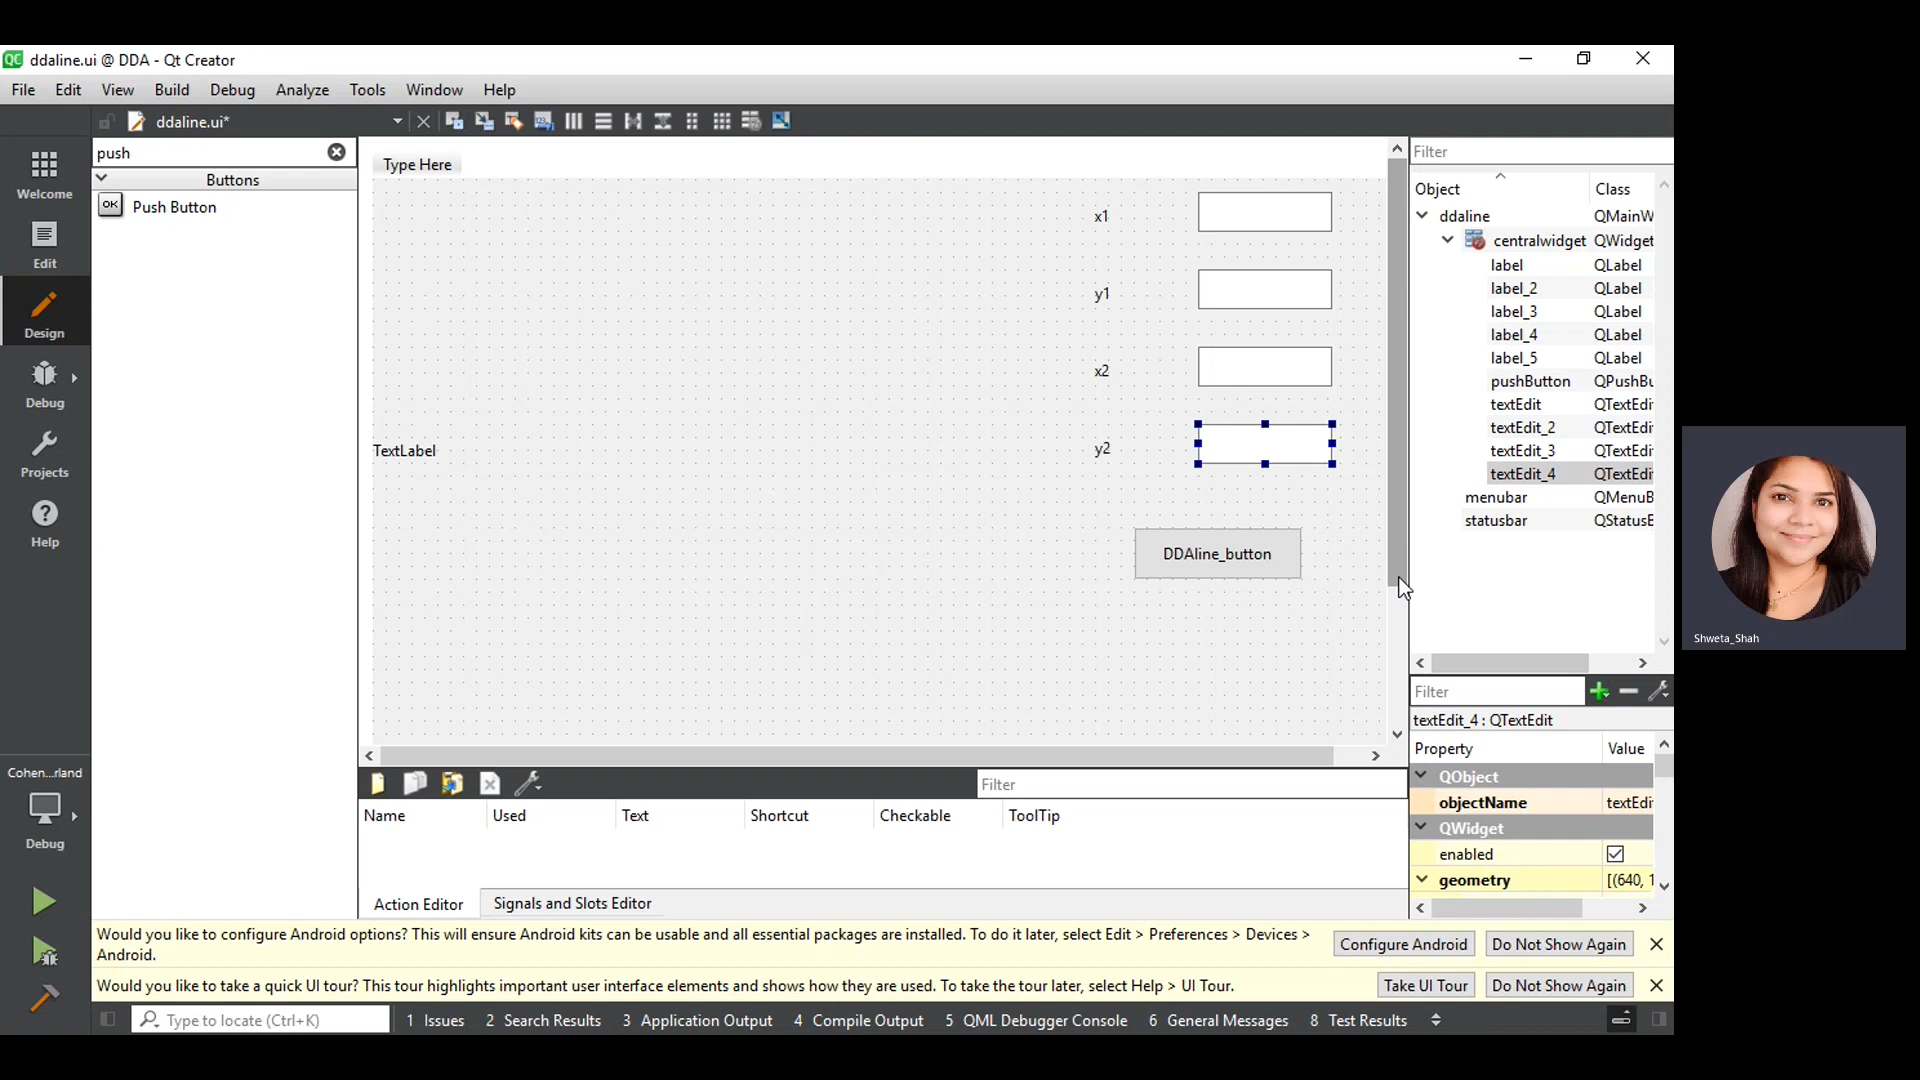 QC ddaline.ui @ DDA - Qt Creator
File Edit View Build Debug Analyze Tools Window Help
ddaline.ui*
push
Buttons
OK Push Button
Welcome
Edit
Design
Debug
Projects
Help
Cohen...rland
Debug
Type Here
x1
y1
x2
TextLabel
y2
DDAline_button
Filter
Object Class
ddaline QMainW
centralwidget QWidget
label QLabel
label_2 QLabel
label_3 QLabel
label_4 QLabel
label_5 QLabel
pushButton QPushBu
textEdit QTextEdi
textEdit_2 QTextEdi
textEdit_3 QTextEdi
textEdit_4 QTextEdi
menubar QMenuB
statusbar QStatusB
Filter
textEdit_4 : QTextEdit
Property Value
QObject
objectName textEdi
QWidget
enabled
geometry [(640, 1
Filter
Name Used Text Shortcut Checkable ToolTip
Action Editor Signals and Slots Editor
Would you like to configure Android options? This will ensure Android kits can be usable and all essential packages are installed. To do it later, select Edit > Preferences > Devices >
Android.
Configure Android Do Not Show Again
Would you like to take a quick UI tour? This tour highlights important user interface elements and shows how they are used. To take the tour later, select Help > UI Tour.
Take UI Tour Do Not Show Again
Type to locate (Ctrl+K) 1 Issues 2 Search Results 3 Application Output 4 Compile Output 5 QML Debugger Console 6 General Messages 8 Test Results
Shweta_Shah